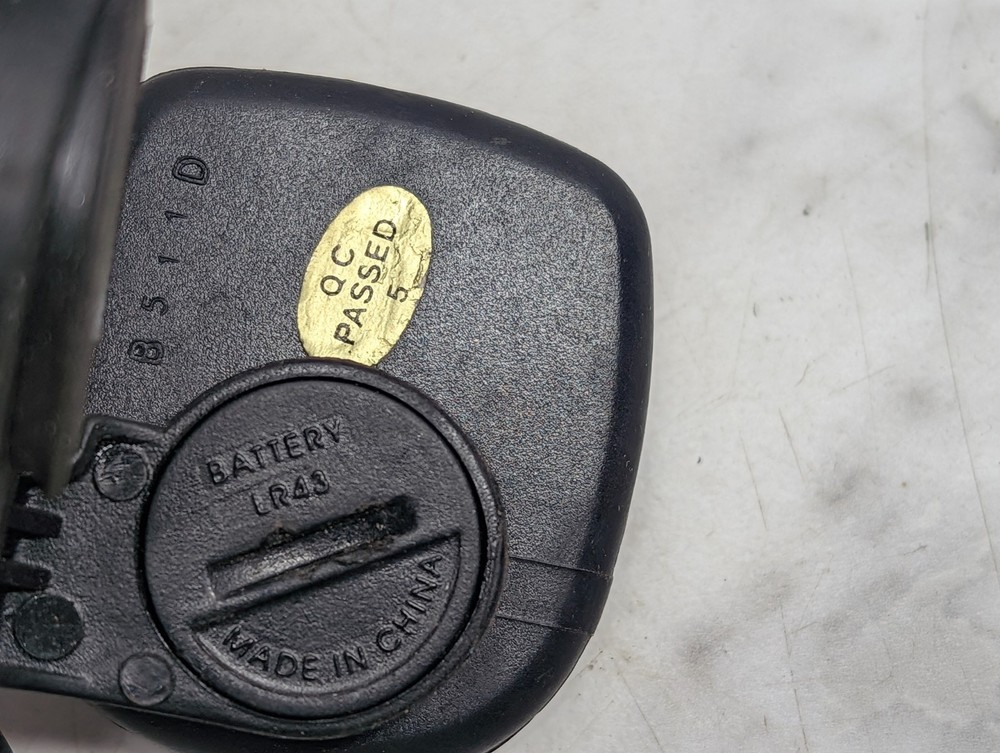 8511D
QC
PASSED
5
BATTERY
LR43
MADE IN CHINA